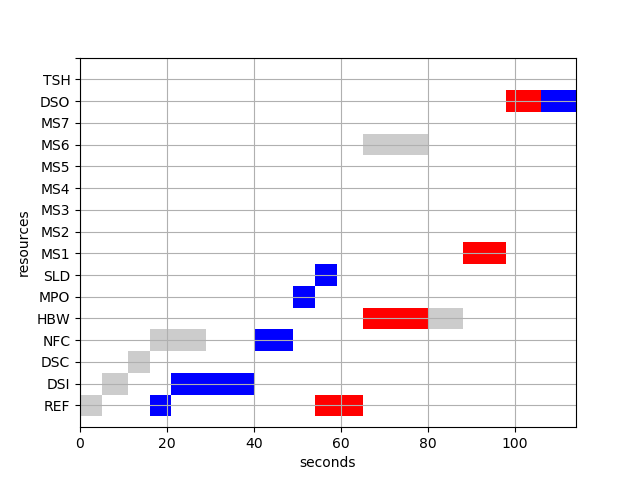 TSH
DSO
MS7
MS6
MS5
MS4
MS3
MS2
MS1
SLD
MPO
HBW
NFC
DSC
DSI
REF
resources
0 20 40 60 80 100
seconds